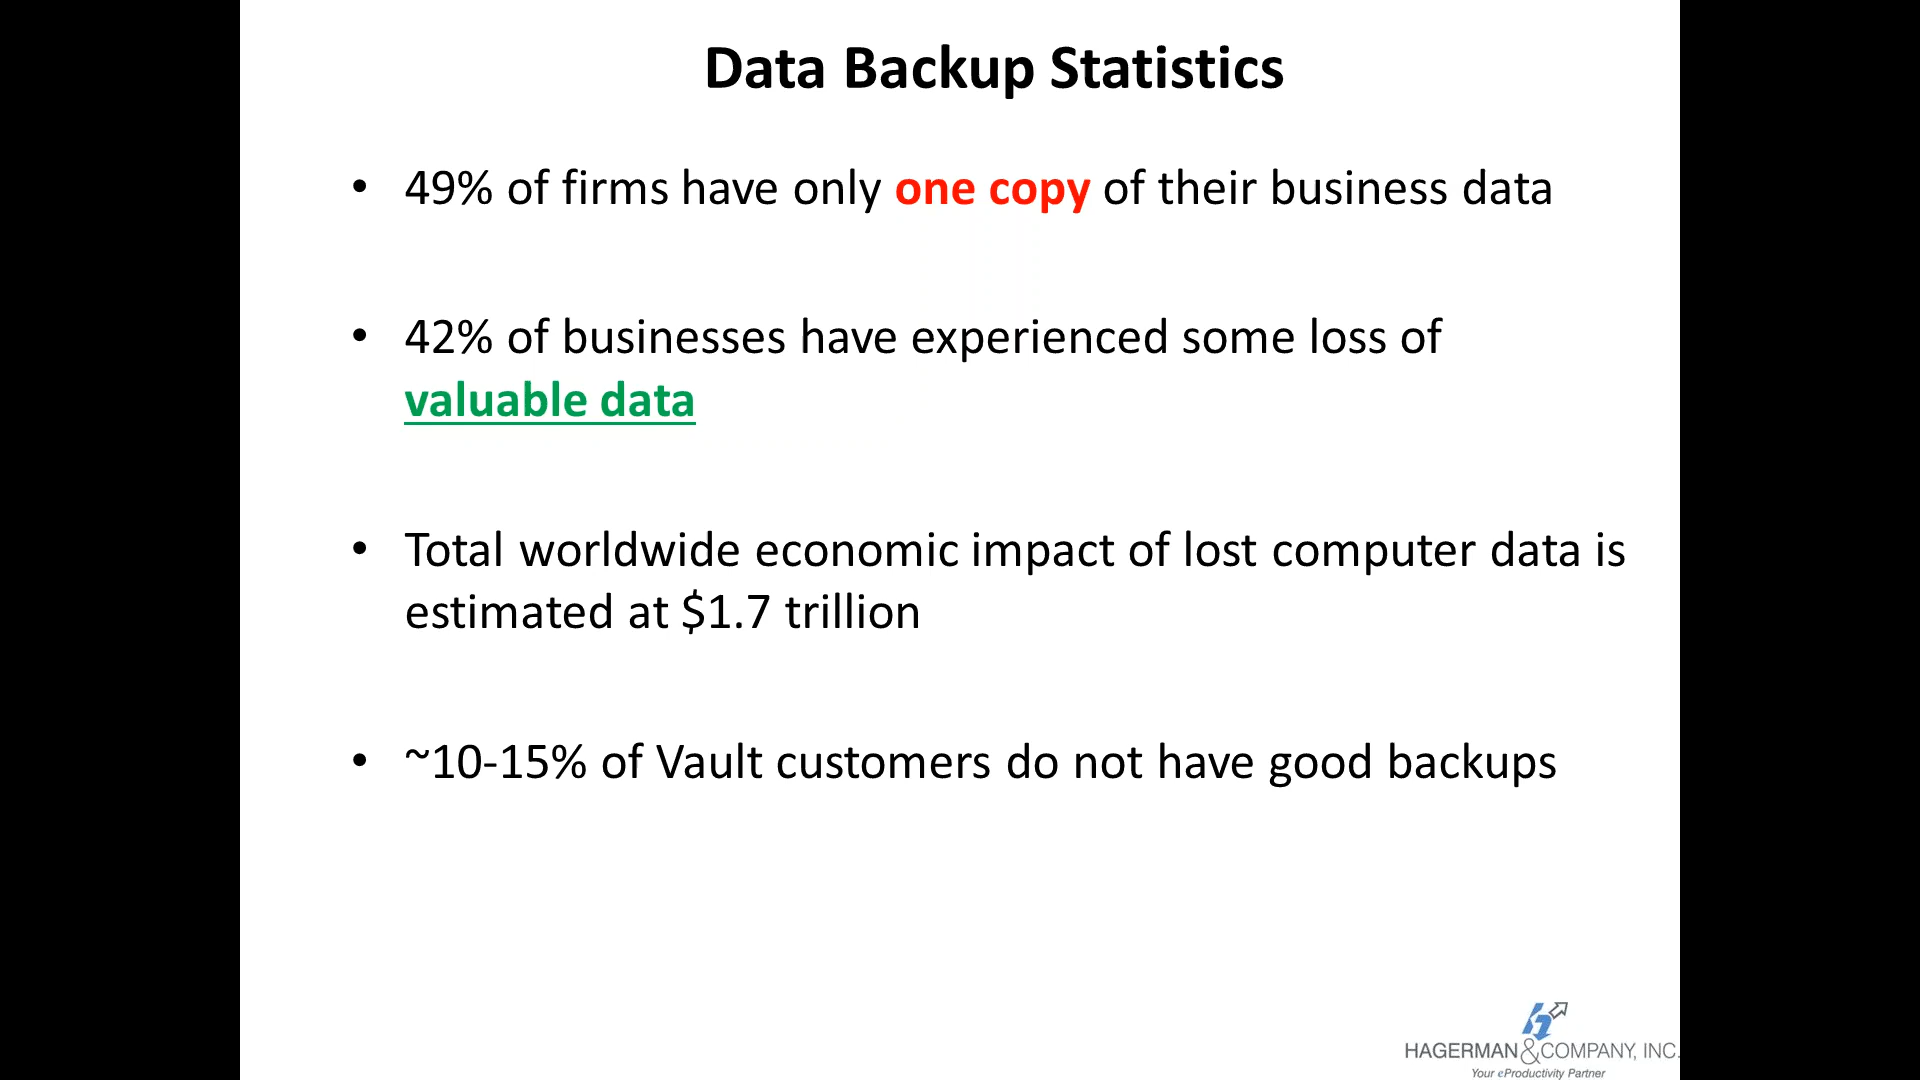 Data Backup Statistics
• 49% of firms have only one copy of their business data
• 42% of businesses have experienced some loss of
valuable data
• Total worldwide economic impact of lost computer data is
estimated at $1.7 trillion
• ~10-15% of Vault customers do not have good backups
HAGERMAN&COMPANY, INC.
Your eProductivity Partner